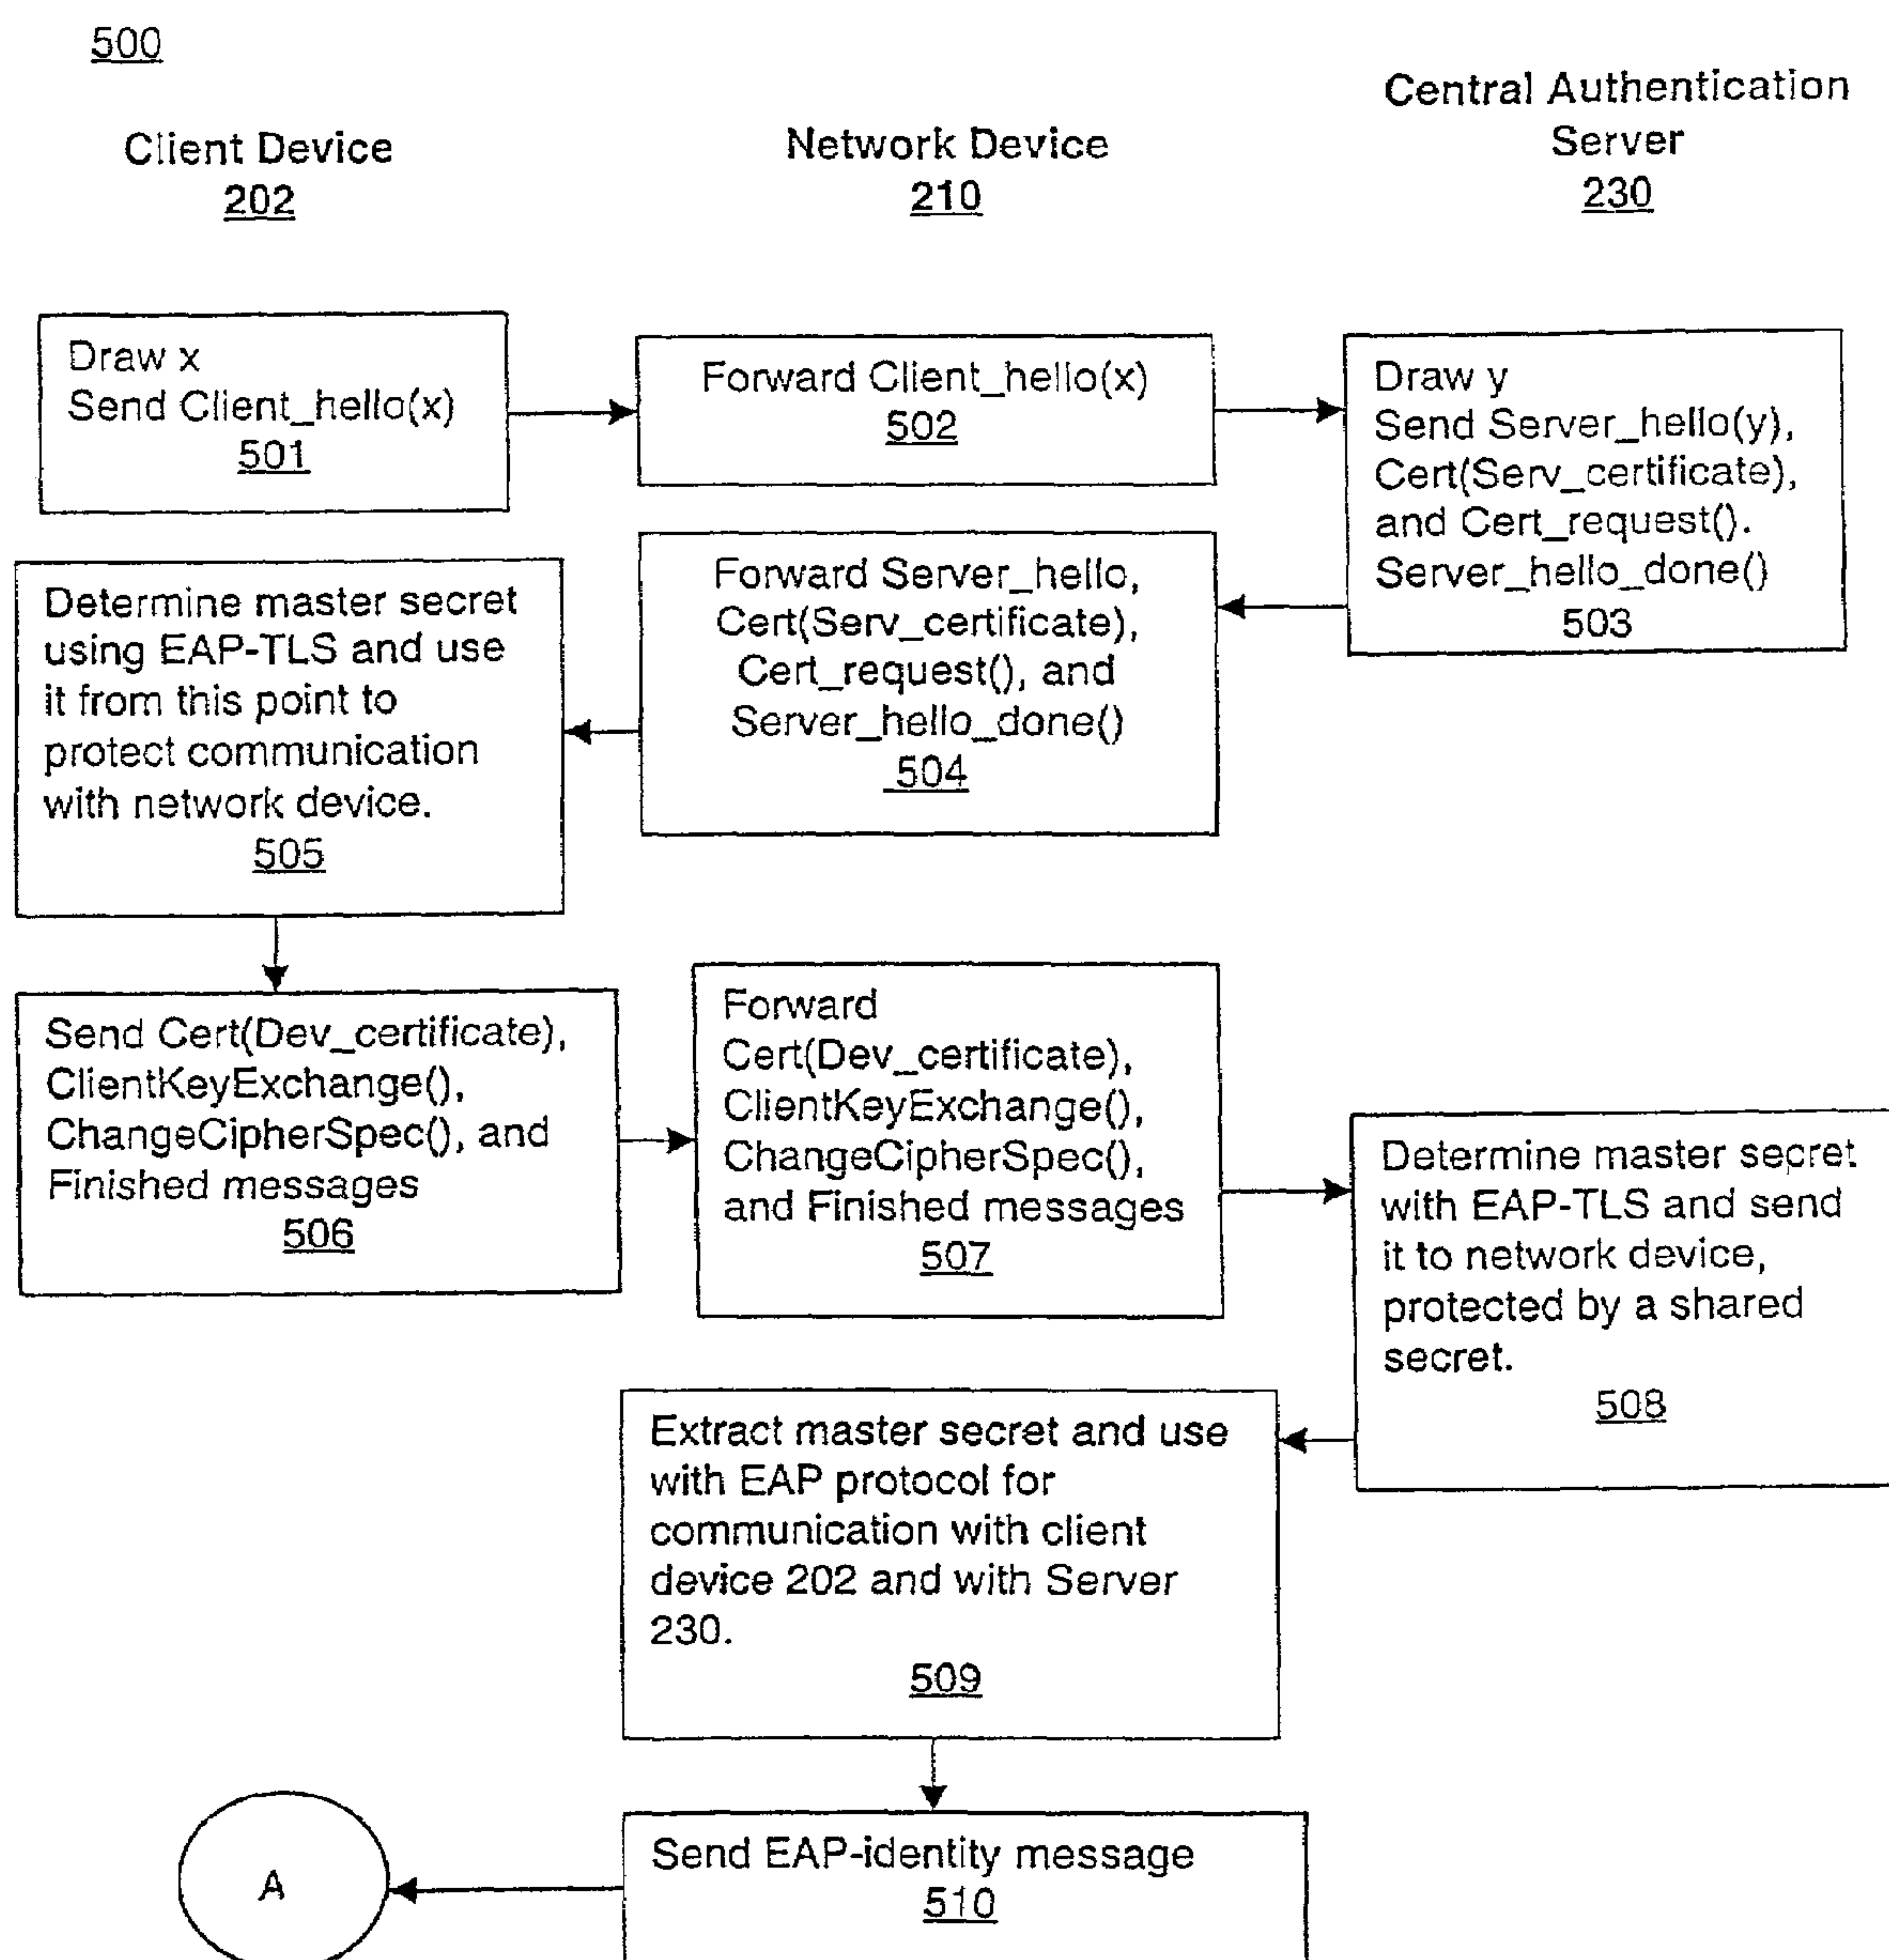 500
Client Device
202
Network Device
210
Central Authentication
Server
230
Draw x
Send Client_hello(x)
501
Forward Client_hello(x)
502
Draw y
Send Server_hello(y),
Cert(Serv_certificate),
and Cert_request().
Server_hello_done()
503
Forward Server_hello,
Cert(Serv_certificate),
Cert_request(), and
Server_hello_done()
504
Determine master secret
using EAP-TLS and use
it from this point to
protect communication
with network device.
505
Send Cert(Dev_certificate),
ClientKeyExchange(),
ChangeCipherSpec(), and
Finished messages
506
Forward
Cert(Dev_certificate),
ClientKeyExchange(),
ChangeCipherSpec(),
and Finished messages
507
Determine master secret
with EAP-TLS and send
it to network device,
protected by a shared
secret.
508
Extract master secret and use
with EAP protocol for
communication with client
device 202 and with Server
230.
509
Send EAP-identity message
510
A